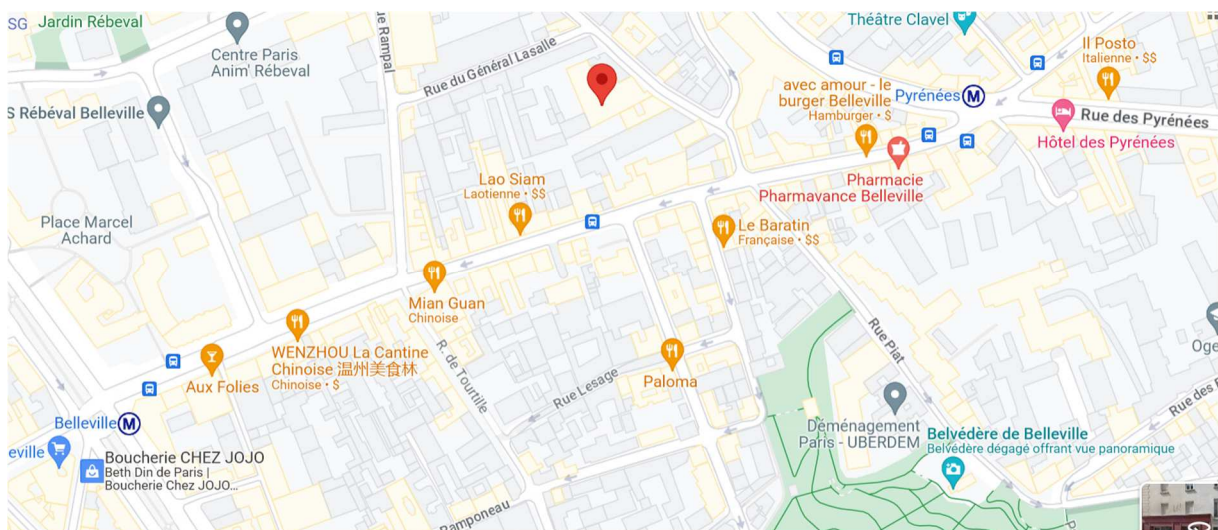 SG
Jardin Rébeval
Centre Paris
Anim' Rébeval
Rue Rampal
Rue du Général Lasalle
Théâtre Clavel
Il Posto
Italienne • $$
avec amour - le
burger Belleville
Hamburger • $
Pyrénées
M
Rue des Pyrénées
Hôtel des Pyrénées
S Rébéval Belleville
Pharmacie
Pharmavance Belleville
Lao Siam
Laotienne • $$
Le Baratin
Française • $$
Place Marcel
Achard
Mian Guan
Chinoise
WENZHOU La Cantine
Chinoise 温州美食林
Chinoise • $
Aux Folies
R. de Tourtille
Rue Lesage
Paloma
Rue Piat
Oge
Rue des
Belleville
M
eville
Boucherie CHEZ JOJO
Beth Din de Paris |
Boucherie Chez JOJO...
Déménagement
Paris - UBERDEM
Belvédère de Belleville
Belvédère dégagé offrant vue panoramique
Ramponeau